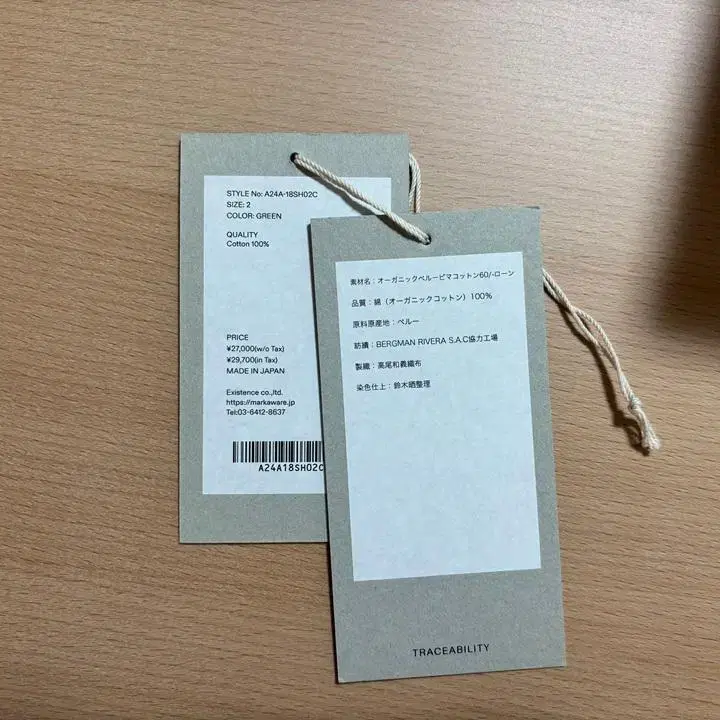 STYLE No: A24A-18SH02C
SIZE: 2
COLOR: GREEN
QUALITY
Cotton 100%
PRICE
¥27,000(w/o Tax)
¥29,700(in Tax)
MADE IN JAPAN
Existence co.,ltd.
https://markaware.jp
Tel:03-6412-8637
A24A18SH02C
素材名：オーガニックペルーピマコットン60/-ローン
品質：綿（オーガニックコットン）100%
原料原産地：ペルー
紡績：BERGMAN RIVERA S.A.C協力工場
製織：高尾和義織布
染色仕上：鈴木晒整理
TRACEABILITY